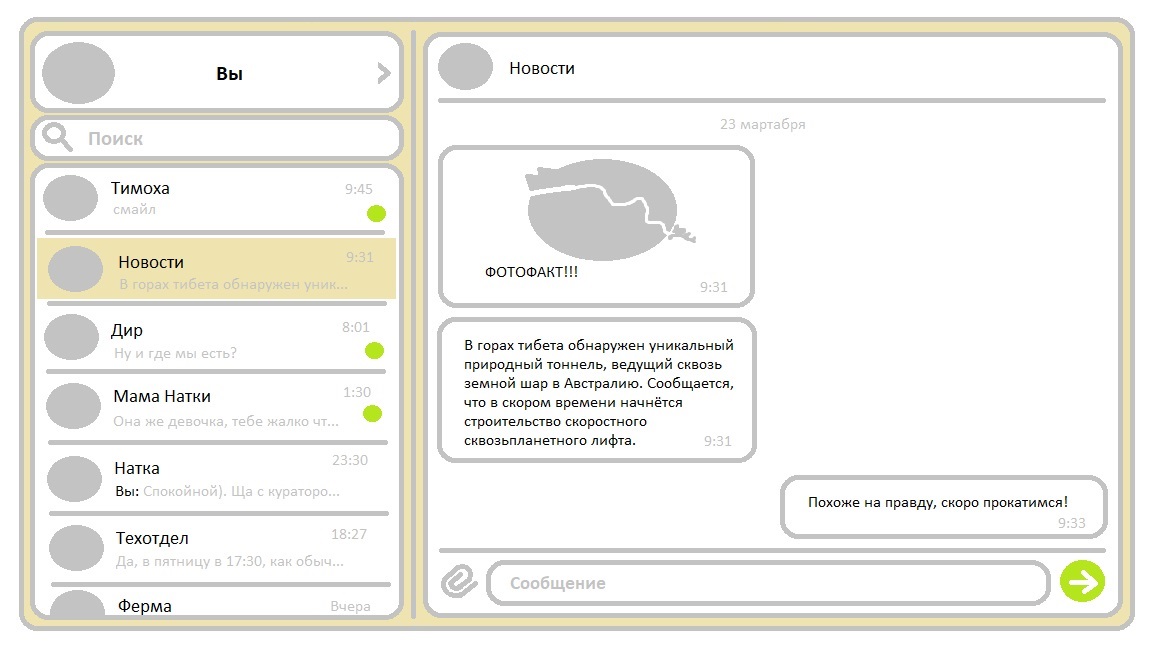 Вы
Поиск
Тимоха 9:45
смайл
Новости 9:31
В горах тибета обнаружен уник...
Дир 8:01
Ну и где мы есть?
Мама Натки 1:30
Она же девочка, тебе жалко чт...
Натка 23:30
Вы: Спокойной). Ща с кураторо...
Техотдел 18:27
Да, в пятницу в 17:30, как обыч...
Ферма Вчера
Новости
23 мартабря
ФОТОФАКТ!!!
9:31
В горах тибета обнаружен уникальный
природный тоннель, ведущий сквозь
земной шар в Австралию. Сообщается,
что в скором времени начнётся
строительство скоростного
сквозьпланетного лифта. 9:31
Похоже на правду, скоро прокатимся!
9:33
Сообщение